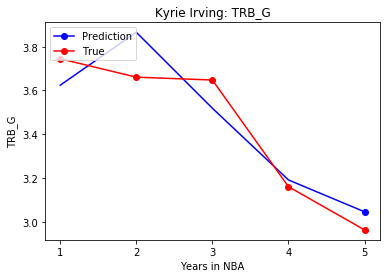 Kyrie Irving: TRB_G
Prediction
True
3.8
3.6
3.4
3.2
3.0
TRB_G
1 2 3 4 5
Years in NBA